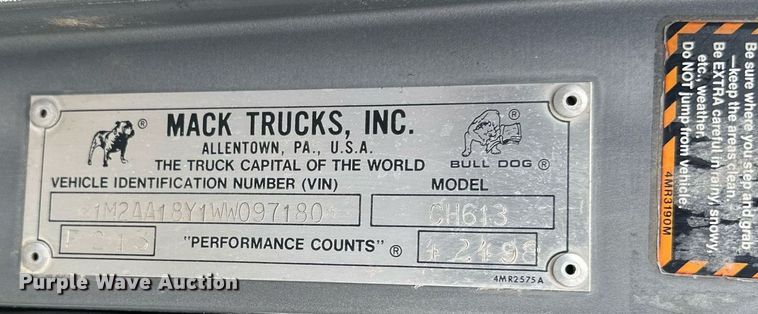 MACK TRUCKS, INC.
ALLENTOWN, PA., U.S.A.
THE TRUCK CAPITAL OF THE WORLD
BULL DOG ®
VEHICLE IDENTIFICATION NUMBER (VIN)
MODEL
1M2AA18Y1WW097180
CH613
F 213
"PERFORMANCE COUNTS" ®
42498
4MR2575A
Be sure where you step and grab
—keep the areas clean—
Be EXTRA careful in rainy, snowy,
etc. weather.
Do NOT jump from vehicle.
4MR3190M
Purple Wave Auction